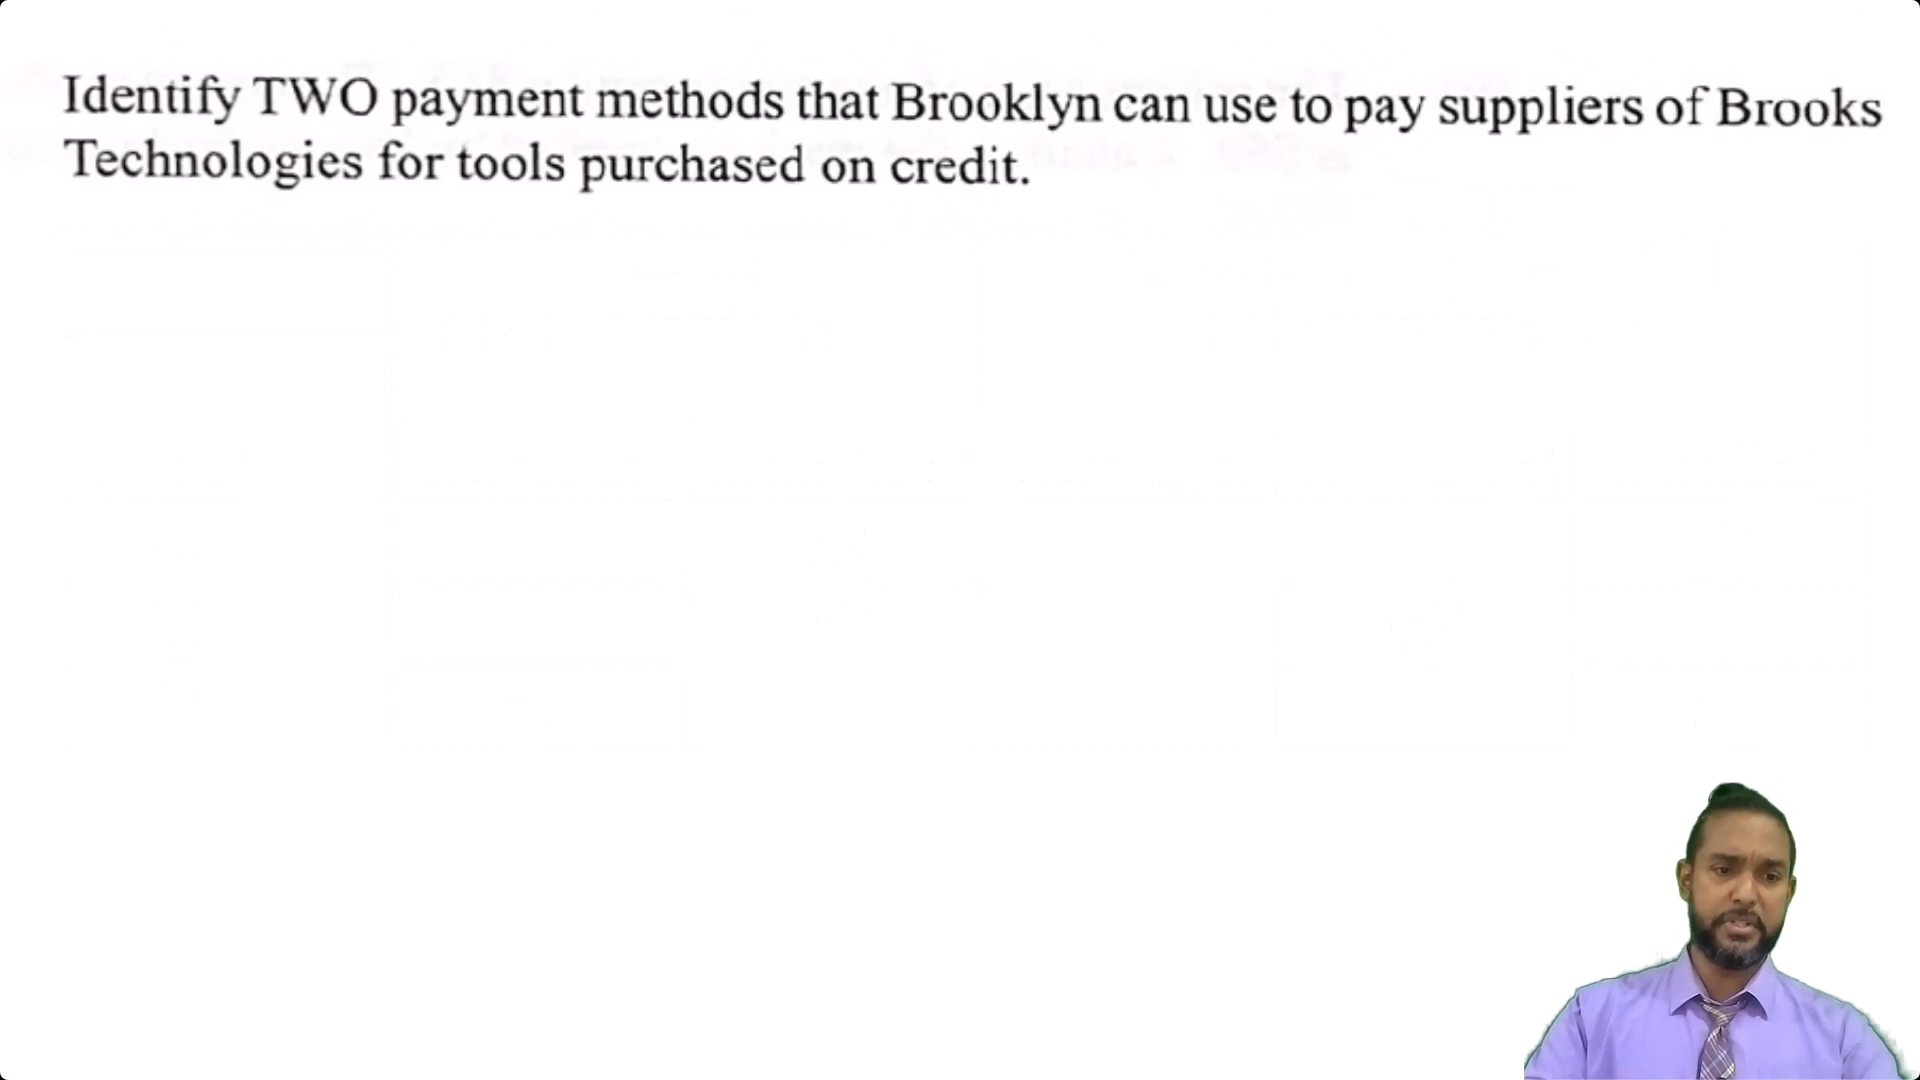 Identify TWO payment methods that Brooklyn can use to pay suppliers of Brooks
Technologies for tools purchased on credit.